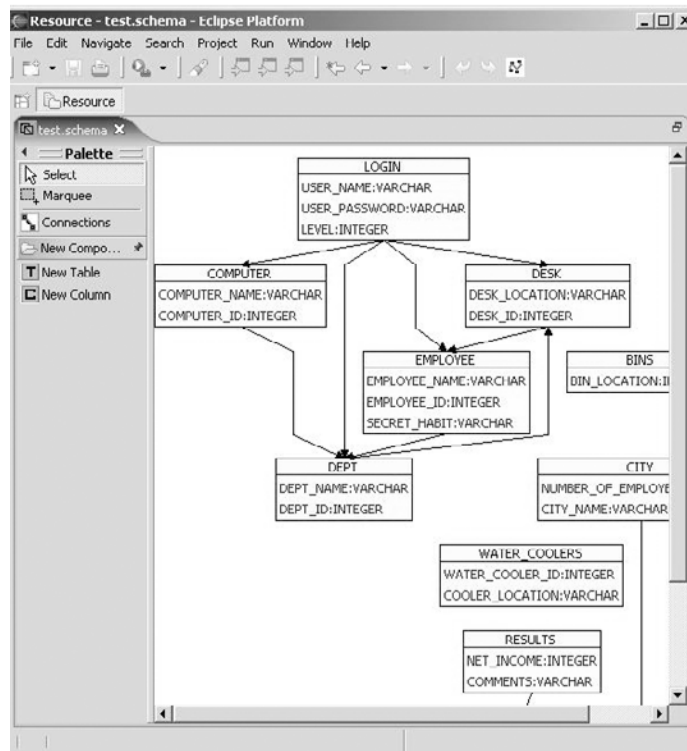 Resource - test.schema - Eclipse Platform
File Edit Navigate Search Project Run Window Help
Resource
test.schema
Palette
Select
Marquee
Connections
New Compo...
New Table
New Column
LOGIN
USER_NAME:VARCHAR
USER_PASSWORD:VARCHAR
LEVEL:INTEGER
COMPUTER
COMPUTER_NAME:VARCHAR
COMPUTER_ID:INTEGER
DESK
DESK_LOCATION:VARCHAR
DESK_ID:INTEGER
EMPLOYEE
EMPLOYEE_NAME:VARCHAR
EMPLOYEE_ID:INTEGER
SECRET_HABIT:VARCHAR
BINS
BIN_LOCATION:I
DEPT
DEPT_NAME:VARCHAR
DEPT_ID:INTEGER
CITY
NUMBER_OF_EMPLOYE
CITY_NAME:VARCHAR
WATER_COOLERS
WATER_COOLER_ID:INTEGER
COOLER_LOCATION:VARCHAR
RESULTS
NET_INCOME:INTEGER
COMMENTS:VARCHAR